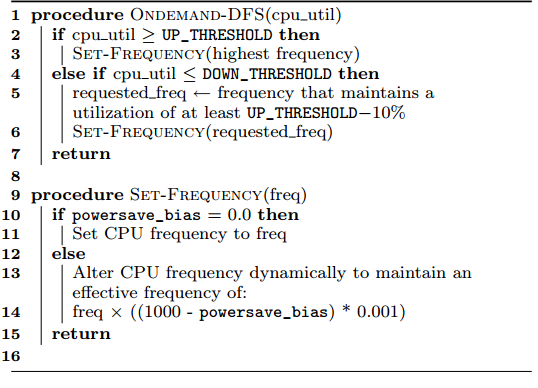 1 procedure Ondemand-DFS(cpu_util)
2 if cpu_util ≥ UP_THRESHOLD then
3 Set-Frequency(highest frequency)
4 else if cpu_util ≤ DOWN_THRESHOLD then
5 requested_freq ← frequency that maintains a
utilization of at least UP_THRESHOLD−10%
6 Set-Frequency(requested_freq)
7 return
8
9 procedure Set-Frequency(freq)
10 if powersave_bias = 0.0 then
11 Set CPU frequency to freq
12 else
13 Alter CPU frequency dynamically to maintain an
effective frequency of:
14 freq × ((1000 - powersave_bias) * 0.001)
15 return
16